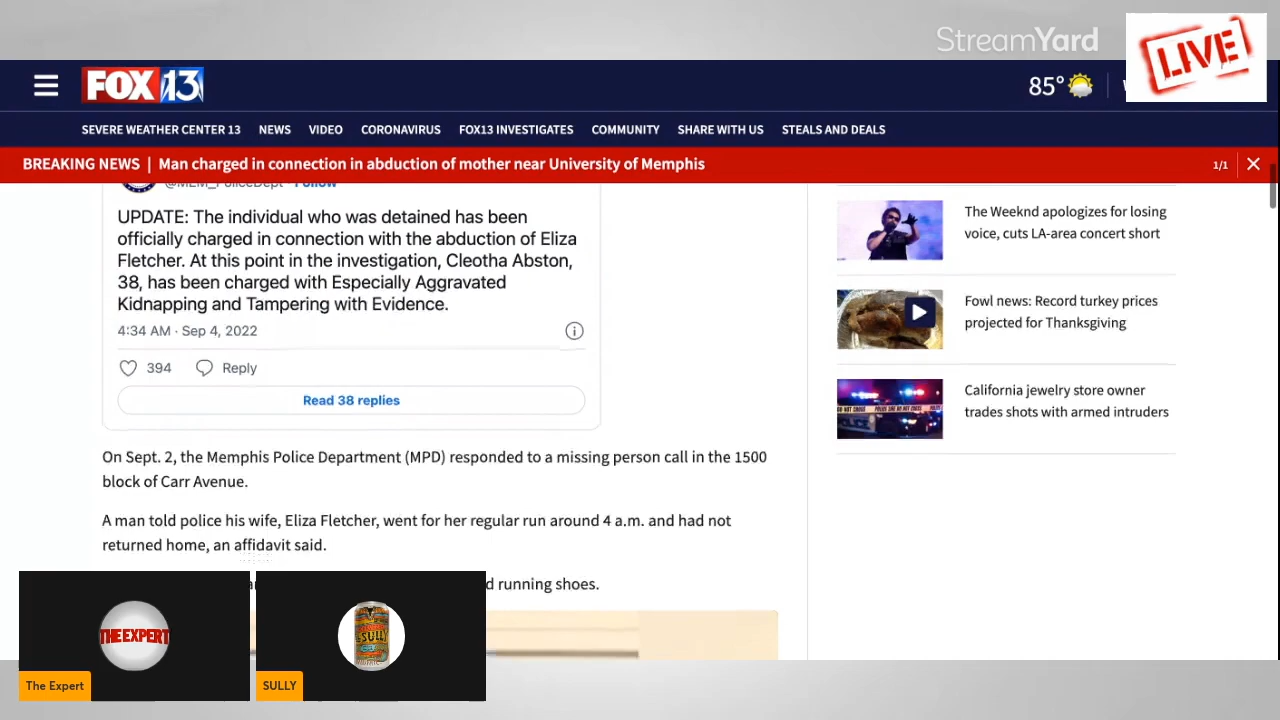 StreamYard
LIVE
FOX 13
85°
SEVERE WEATHER CENTER 13 NEWS VIDEO CORONAVIRUS FOX13 INVESTIGATES COMMUNITY SHARE WITH US STEALS AND DEALS
BREAKING NEWS | Man charged in connection in abduction of mother near University of Memphis 1/1
@MEM_PoliceDept · Follow
UPDATE: The individual who was detained has been
officially charged in connection with the abduction of Eliza
Fletcher. At this point in the investigation, Cleotha Abston,
38, has been charged with Especially Aggravated
Kidnapping and Tampering with Evidence.
4:34 AM · Sep 4, 2022
394 Reply
Read 38 replies
The Weeknd apologizes for losing
voice, cuts LA-area concert short
Fowl news: Record turkey prices
projected for Thanksgiving
California jewelry store owner
trades shots with armed intruders
On Sept. 2, the Memphis Police Department (MPD) responded to a missing person call in the 1500
block of Carr Avenue.
A man told police his wife, Eliza Fletcher, went for her regular run around 4 a.m. and had not
returned home, an affidavit said.
running shoes.
THE EXPERT
SULLY
The Expert
SULLY